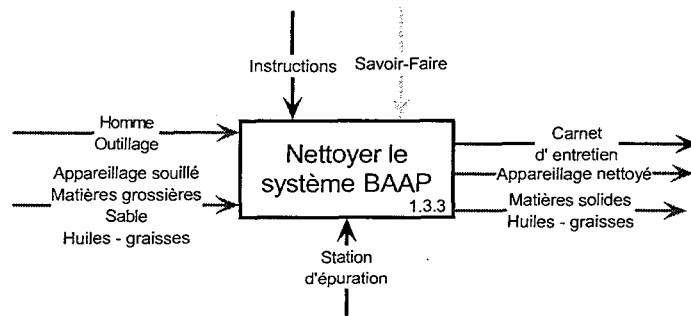 Instructions
Savoir-Faire
Homme
Outillage
Appareillage souillé
Matières grossières
Sable
Huiles - graisses
Nettoyer le
système BAAP
1.3.3
Carnet
d' entretien
Appareillage nettoyé
Matières solides
Huiles - graisses
Station
d'épuration